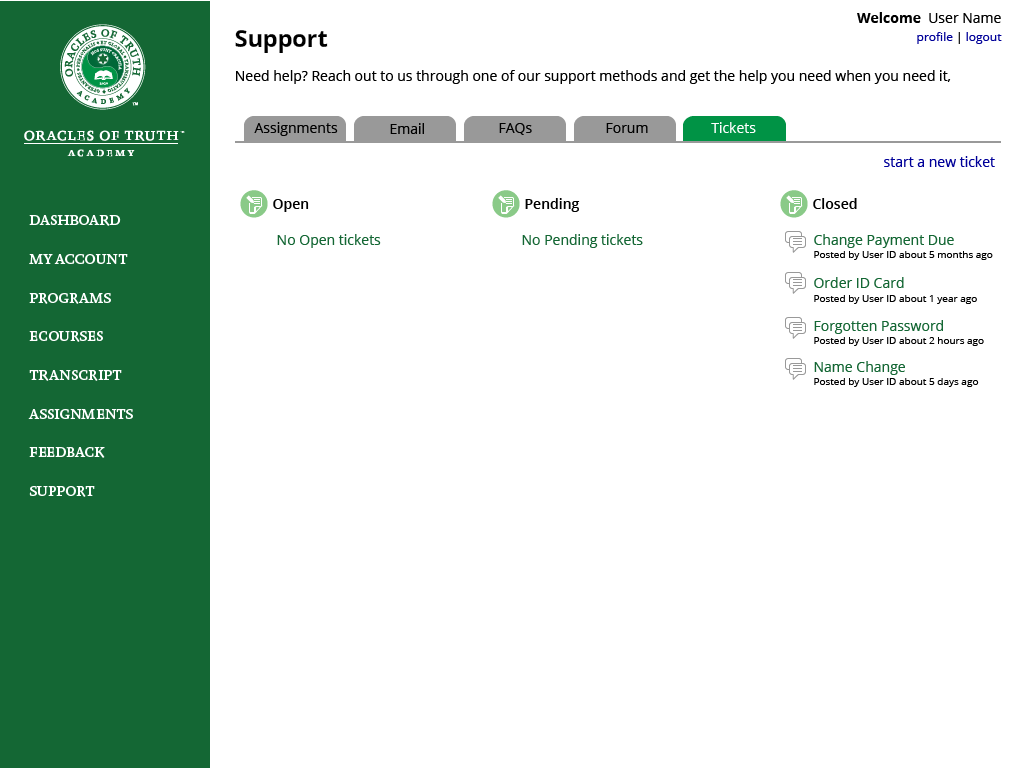 ORACLES OF TRUTH
ACADEMY
™
ORACLES OF TRUTH™
ACADEMY
DASHBOARD
MY ACCOUNT
PROGRAMS
ECOURSES
TRANSCRIPT
ASSIGNMENTS
FEEDBACK
SUPPORT
Welcome User Name
profile | logout
Support
Need help? Reach out to us through one of our support methods and get the help you need when you need it,
Assignments Email FAQs Forum Tickets
start a new ticket
Open
No Open tickets
Pending
No Pending tickets
Closed
Change Payment Due
Posted by User ID about 5 months ago
Order ID Card
Posted by User ID about 1 year ago
Forgotten Password
Posted by User ID about 2 hours ago
Name Change
Posted by User ID about 5 days ago